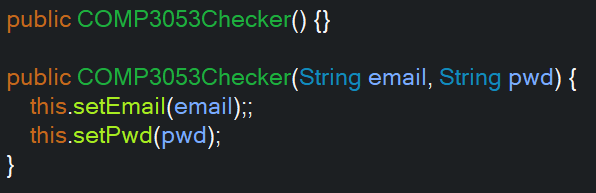 public COMP3053Checker() {}
public COMP3053Checker(String email, String pwd) {
this.setEmail(email);;
this.setPwd(pwd);
}